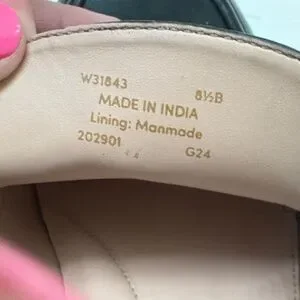 W31843 8½B
MADE IN INDIA
Lining: Manmade
202901 G24